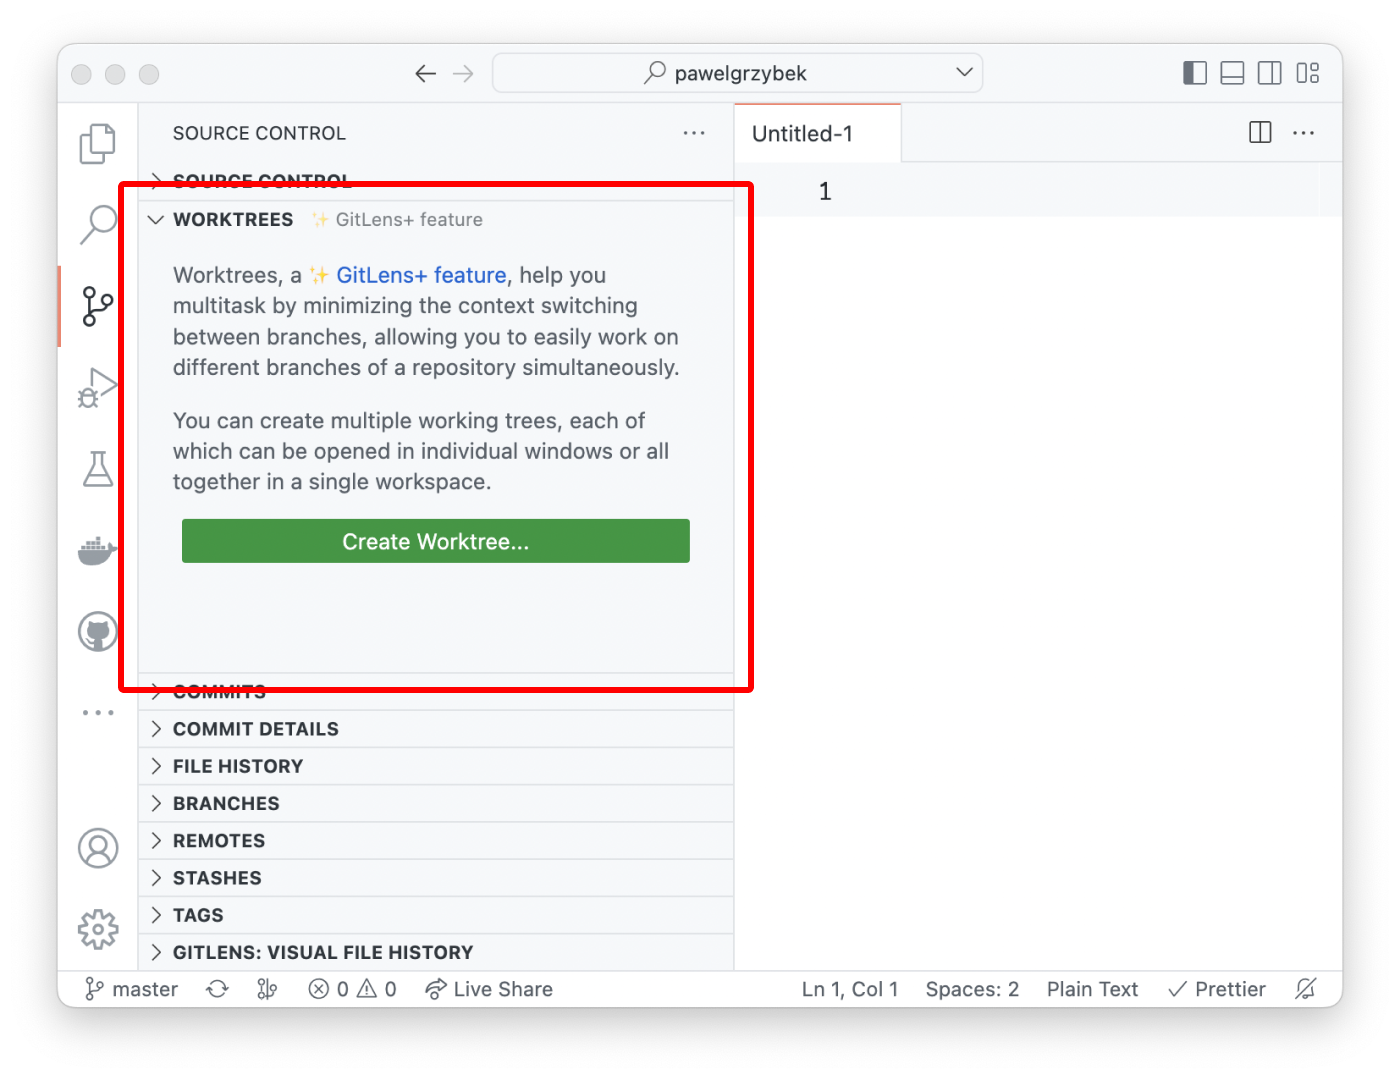 pawelgrzybek
SOURCE CONTROL
Untitled-1
SOURCE CONTROL
1
WORKTREES ✨ GitLens+ feature
Worktrees, a ✨ GitLens+ feature, help you
multitask by minimizing the context switching
between branches, allowing you to easily work on
different branches of a repository simultaneously.
You can create multiple working trees, each of
which can be opened in individual windows or all
together in a single workspace.
Create Worktree...
COMMITS
COMMIT DETAILS
FILE HISTORY
BRANCHES
REMOTES
STASHES
TAGS
GITLENS: VISUAL FILE HISTORY
master 0 0 Live Share Ln 1, Col 1 Spaces: 2 Plain Text Prettier